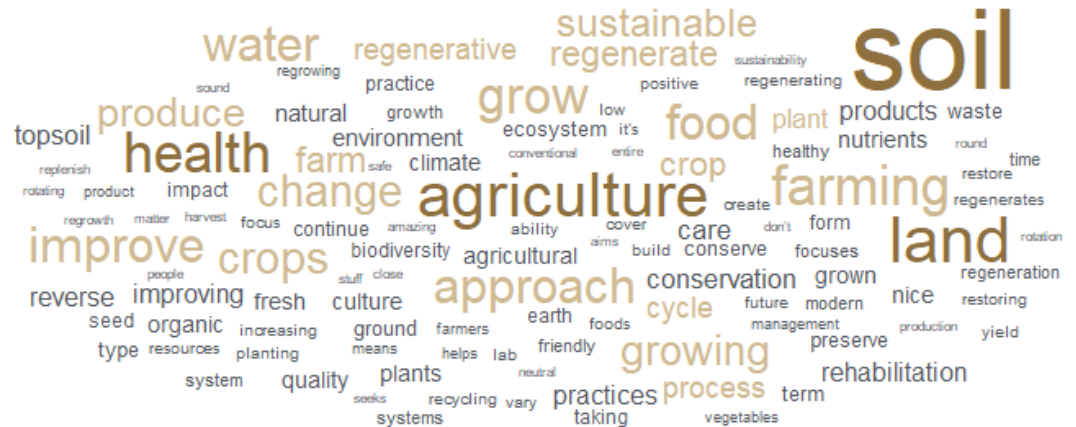 sustainable soil
water regenerative regenerate sustainability
regrowing
sound practice positive regenerating
produce natural growth grow low food plant products waste
topsoil environment ecosystem it's nutrients round
health farm safe climate conventional entire crop healthy time
replenish restore
rotating product impact change agriculture create farming regenerates
regrowth matter harvest focus continue amazing ability cover care don't form land rotation
improve crops biodiversity agricultural aims build conserve focuses
people stuff close approach conservation grown regeneration
reverse improving fresh culture cycle future modern nice restoring
seed organic increasing ground farmers earth foods management production yield
type resources planting means helps lab friendly growing preserve
system quality plants neutral rehabilitation
seeks recycling vary practices process term
systems taking vegetables